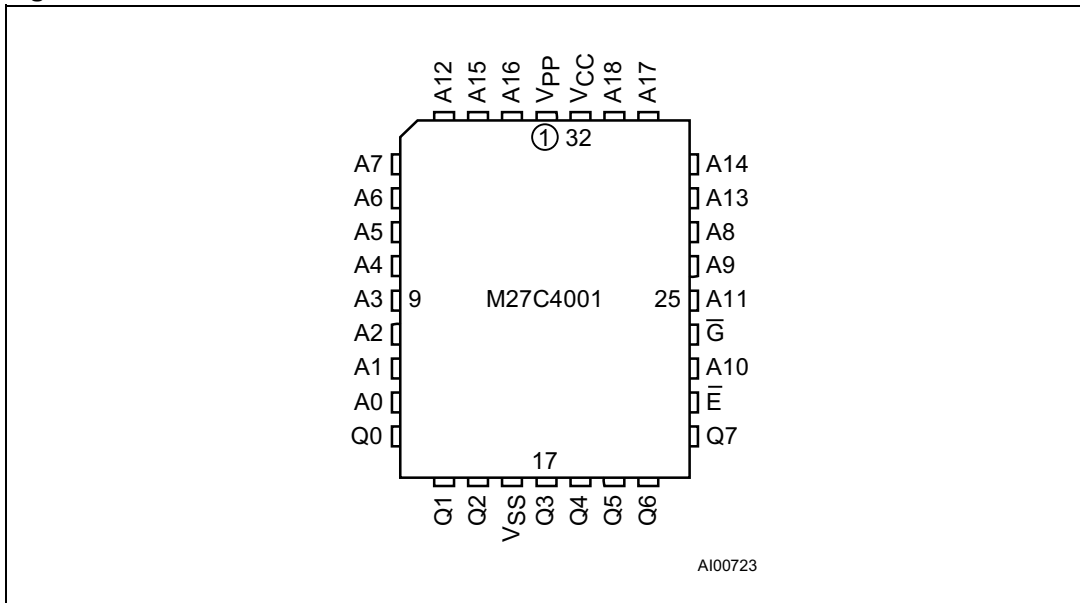 A12 A15 A16 VPP VCC A18 A17
1 32
A7 A14
A6 A13
A5 A8
A4 A9
A3 9 M27C4001 25 A11
A2 G̅
A1 A10
A0 E̅
Q0 Q7
17
Q1 Q2 VSS Q3 Q4 Q5 Q6
AI00723